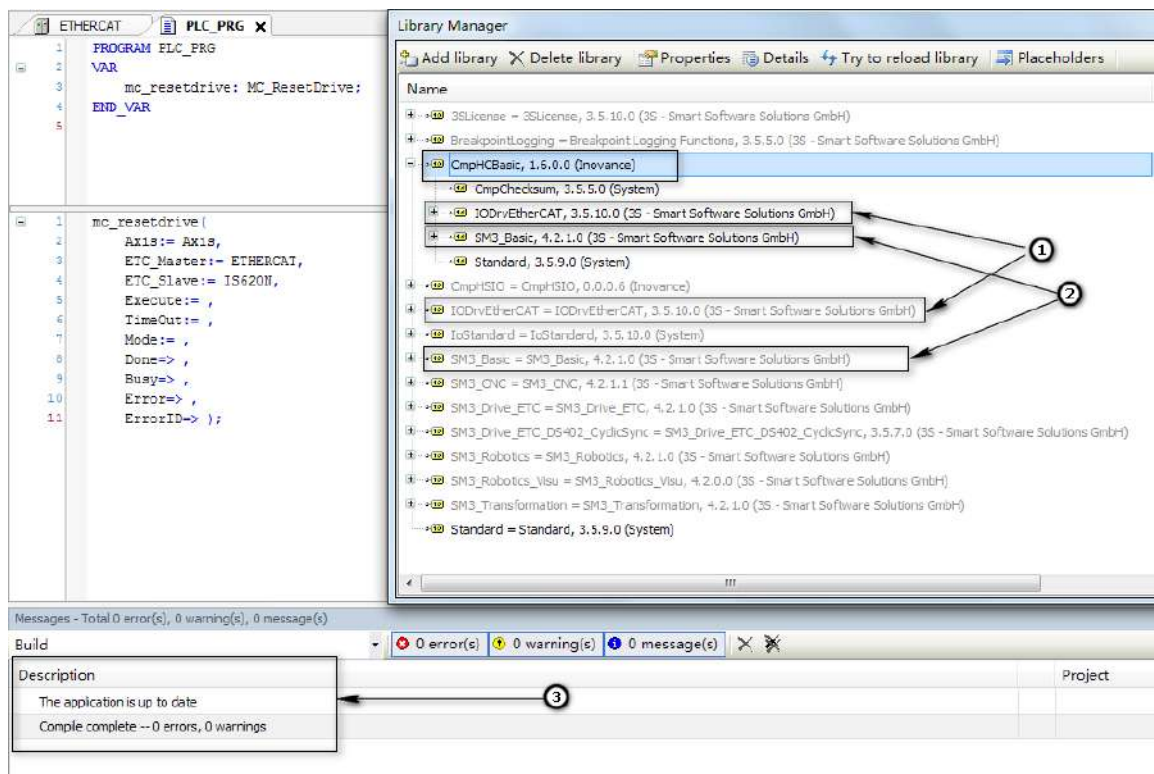 ETHERCAT
PLC_PRG
1 PROGRAM PLC_PRG
2 VAR
3 mc_resetdrive: MC_ResetDrive;
4 END_VAR
5
1 mc_resetdrive(
2 Axis:= Axis,
3 ETC_Master:= ETHERCAT,
4 ETC_Slave:= IS620N,
5 Execute:= ,
6 TimeOut:= ,
7 Mode:= ,
8 Done=> ,
9 Busy=> ,
10 Error=> ,
11 ErrorID=> );
Library Manager
Add library Delete library Properties Details Try to reload library Placeholders
Name
3SLicense = 3SLicense, 3.5.10.0 (3S - Smart Software Solutions GmbH)
BreakpointLogging = Breakpoint Logging Functions, 3.5.5.0 (3S - Smart Software Solutions GmbH)
CmpHCBasic, 1.6.0.0 (Inovance)
CmpChecksum, 3.5.5.0 (System)
IODrvEtherCAT, 3.5.10.0 (3S - Smart Software Solutions GmbH)
SM3_Basic, 4.2.1.0 (3S - Smart Software Solutions GmbH)
Standard, 3.5.9.0 (System)
CmpHSIO = CmpHSIO, 0.0.0.6 (Inovance)
IODrvEtherCAT = IODrvEtherCAT, 3.5.10.0 (3S - Smart Software Solutions GmbH)
IoStandard = IoStandard, 3.5.10.0 (System)
SM3_Basic = SM3_Basic, 4.2.1.0 (3S - Smart Software Solutions GmbH)
SM3_CNC = SM3_CNC, 4.2.1.1 (3S - Smart Software Solutions GmbH)
SM3_Drive_ETC = SM3_Drive_ETC, 4.2.1.0 (3S - Smart Software Solutions GmbH)
SM3_Drive_ETC_DS402_CyclicSync = SM3_Drive_ETC_DS402_CyclicSync, 3.5.7.0 (3S - Smart Software Solutions GmbH)
SM3_Robotics = SM3_Robotics, 4.2.1.0 (3S - Smart Software Solutions GmbH)
SM3_Robotics_Visu = SM3_Robotics_Visu, 4.2.0.0 (3S - Smart Software Solutions GmbH)
SM3_Transformation = SM3_Transformation, 4.2.1.0 (3S - Smart Software Solutions GmbH)
Standard = Standard, 3.5.9.0 (System)
1
2
Messages - Total 0 error(s), 0 warning(s), 0 message(s)
Build 0 error(s) 0 warning(s) 0 message(s)
Description Project
The application is up to date
3
Compile complete -- 0 errors, 0 warnings